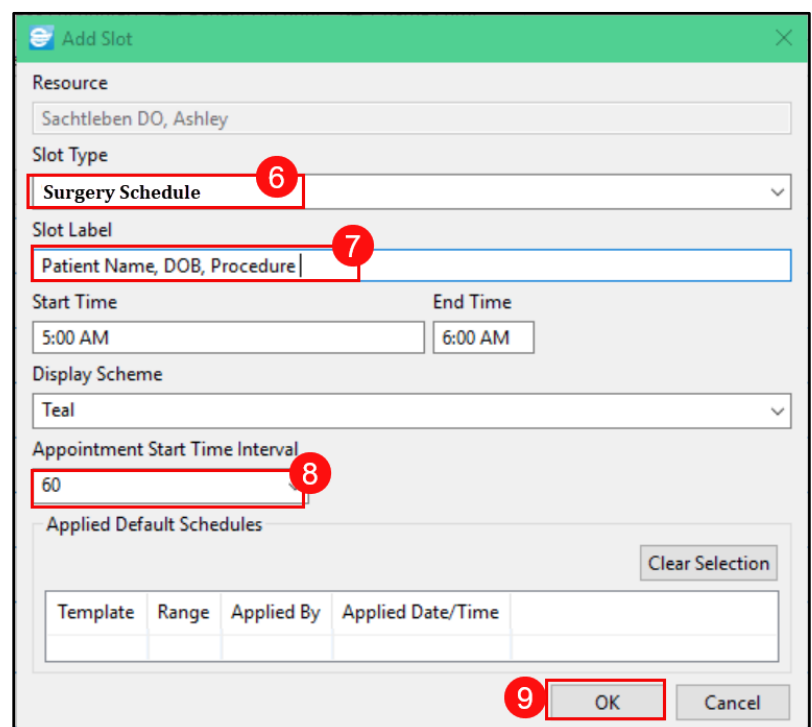 Add Slot
Resource
Sachtleben DO, Ashley
Slot Type
6
Surgery Schedule
Slot Label
7
Patient Name, DOB, Procedure
Start Time End Time
5:00 AM 6:00 AM
Display Scheme
Teal
Appointment Start Time Interval
8
60
Applied Default Schedules
Clear Selection
Template Range Applied By Applied Date/Time
9 OK Cancel